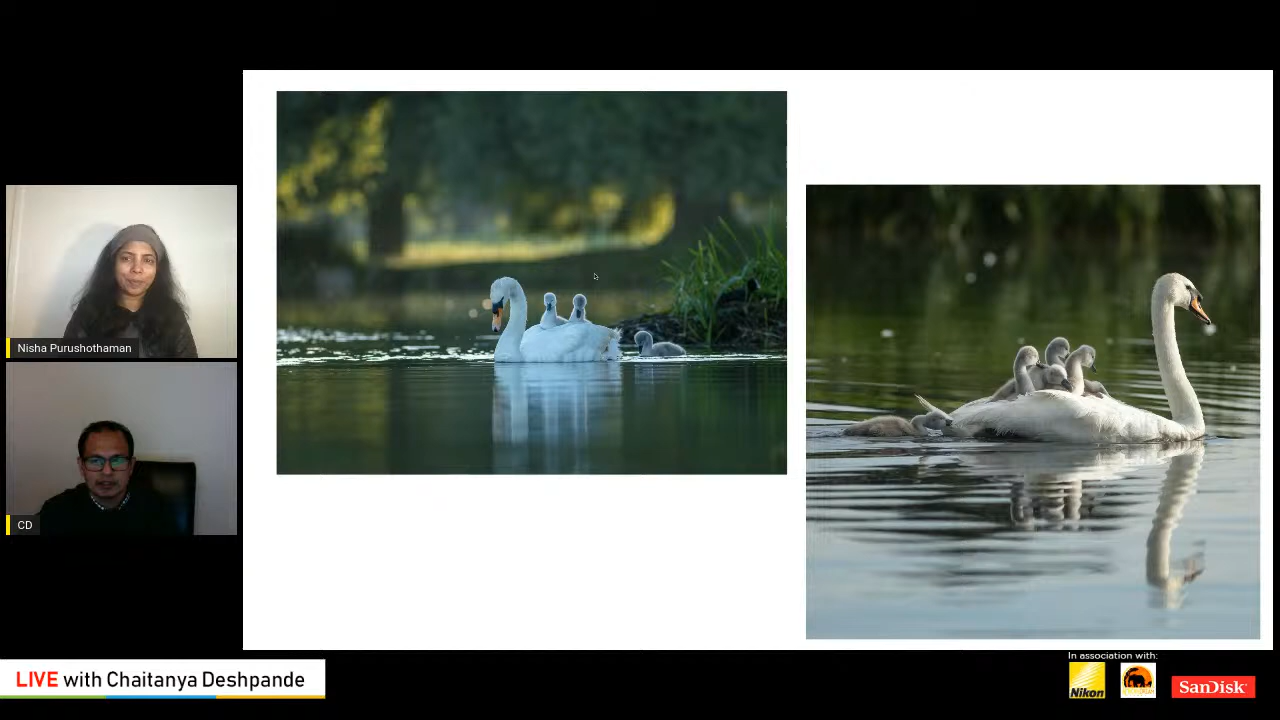 Nisha Purushothaman
CD
LIVE with Chaitanya Deshpande
In association with:
Nikon
SanDisk